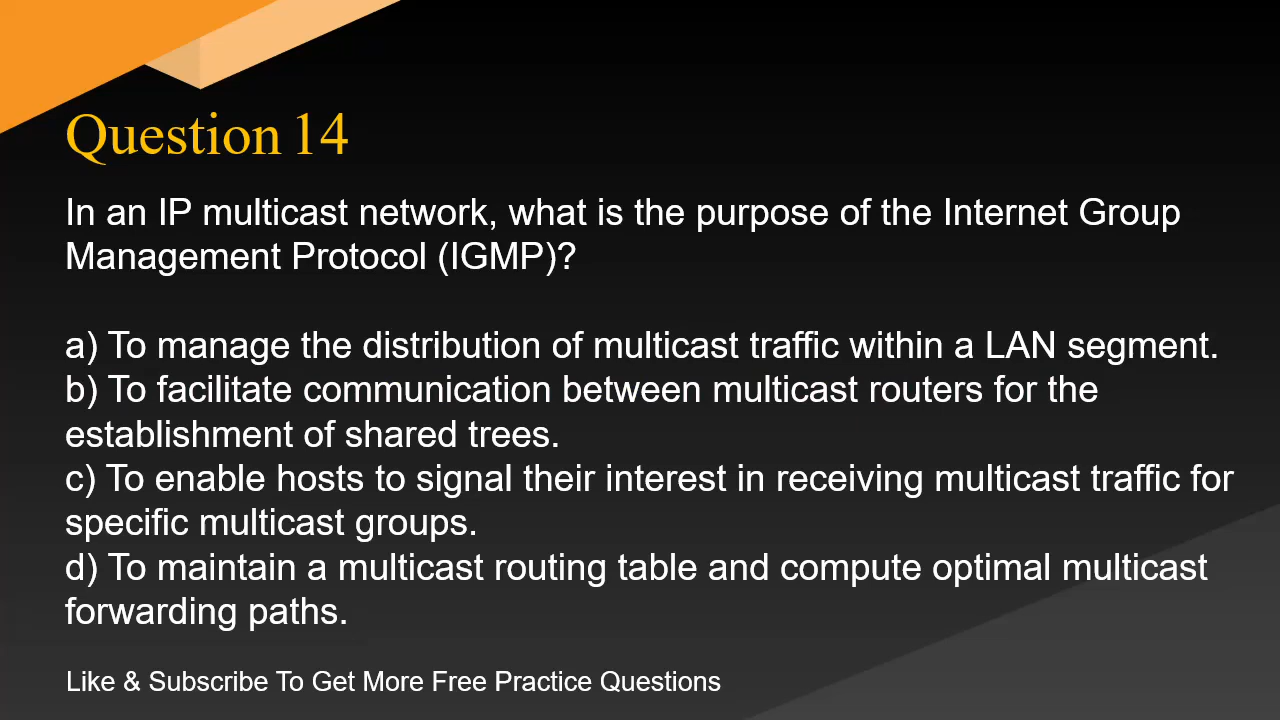 Question 14
In an IP multicast network, what is the purpose of the Internet Group
Management Protocol (IGMP)?
a) To manage the distribution of multicast traffic within a LAN segment.
b) To facilitate communication between multicast routers for the
establishment of shared trees.
c) To enable hosts to signal their interest in receiving multicast traffic for
specific multicast groups.
d) To maintain a multicast routing table and compute optimal multicast
forwarding paths.
Like & Subscribe To Get More Free Practice Questions